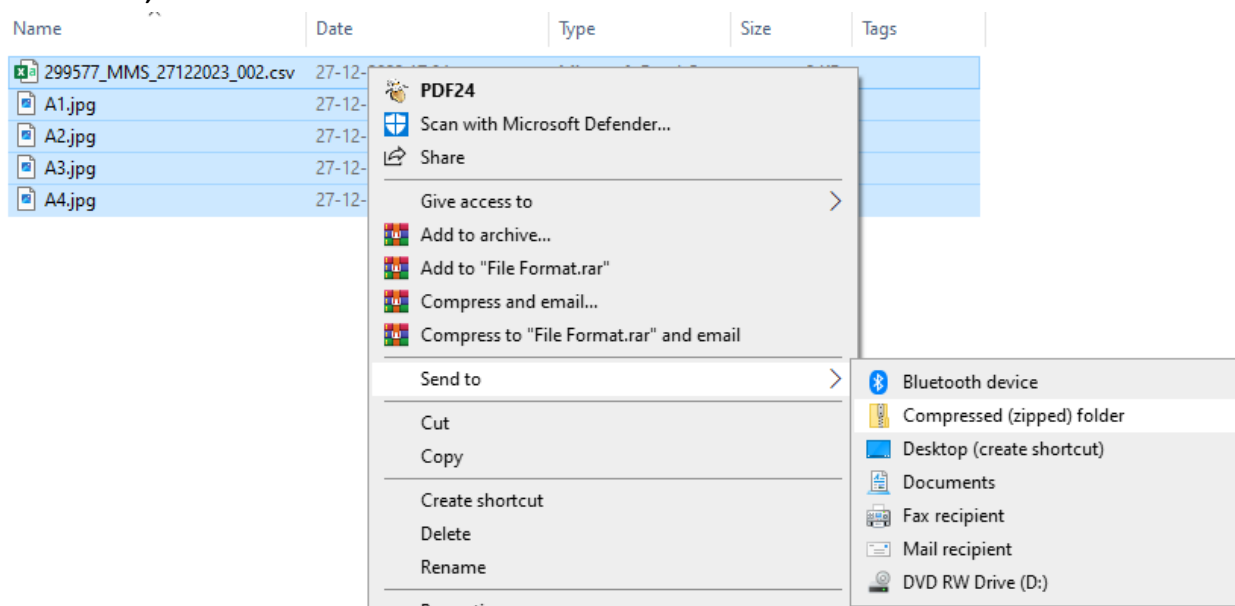 Name Date Type Size Tags
299577_MMS_27122023_002.csv 27-12-
A1.jpg 27-12-
A2.jpg 27-12-
A3.jpg 27-12-
A4.jpg 27-12-
PDF24
Scan with Microsoft Defender...
Share
Give access to
Add to archive...
Add to "File Format.rar"
Compress and email...
Compress to "File Format.rar" and email
Send to
Cut
Copy
Create shortcut
Delete
Rename
Bluetooth device
Compressed (zipped) folder
Desktop (create shortcut)
Documents
Fax recipient
Mail recipient
DVD RW Drive (D:)